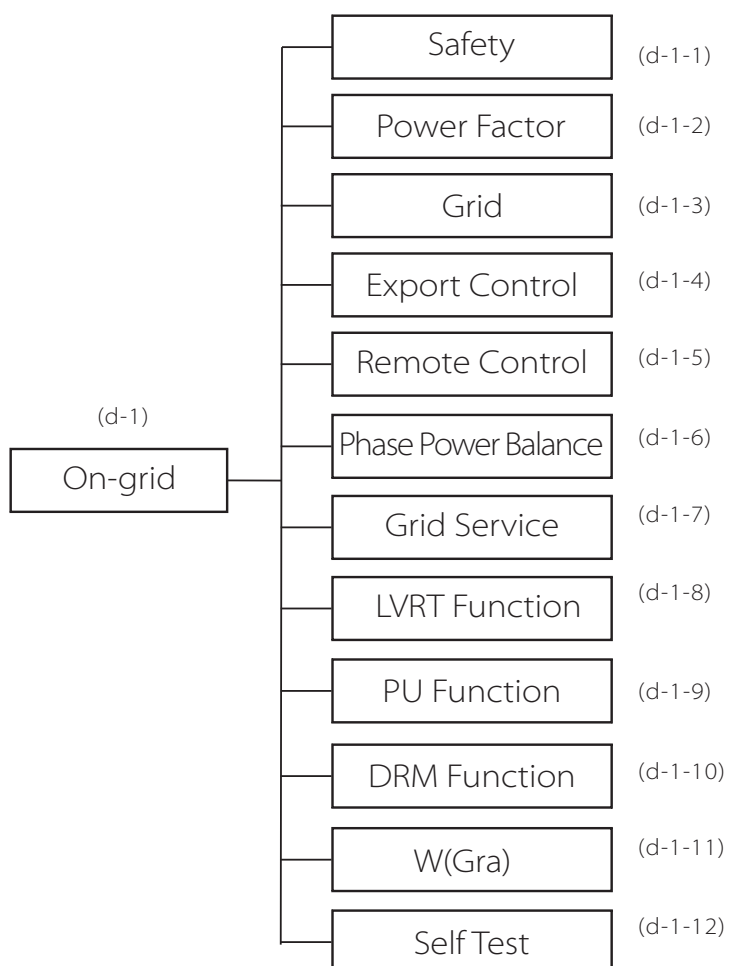 Safety (d-1-1)
Power Factor (d-1-2)
Grid (d-1-3)
Export Control (d-1-4)
Remote Control (d-1-5)
(d-1)
On-grid
Phase Power Balance (d-1-6)
Grid Service (d-1-7)
LVRT Function (d-1-8)
PU Function (d-1-9)
DRM Function (d-1-10)
W(Gra) (d-1-11)
Self Test (d-1-12)